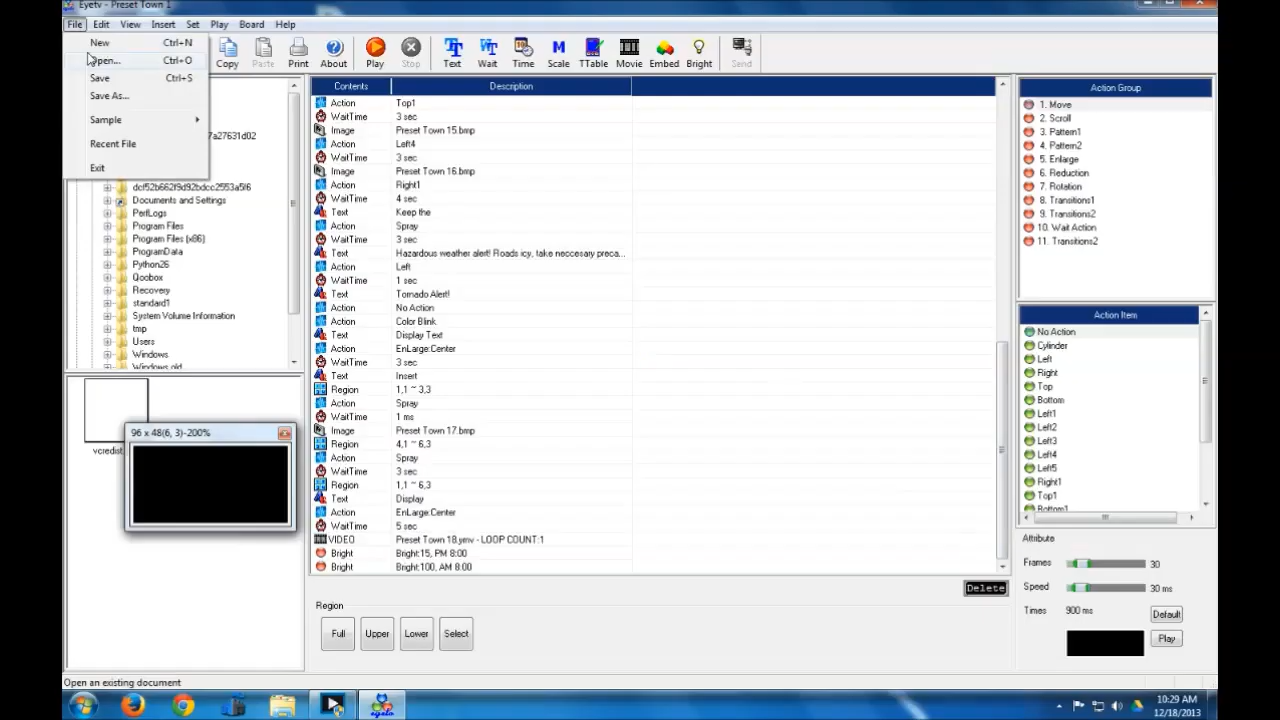 Eyetv - Preset Town 1
File Edit View Insert Set Play Board Help
New Ctrl+N
Open... Ctrl+O
Save Ctrl+S
Save As...
Sample
Recent File
Exit
Copy Paste Print About Play Stop Text Wait Time Scale TTable Movie Embed Bright Send
7a27631d02
dcf52b662f9d92bdcc2553a5f6
Documents and Settings
PerfLogs
Program Files
Program Files (x86)
ProgramData
Python26
Qoobox
Recovery
standard1
System Volume Information
tmp
Users
Windows
Windows.old
vcredist
96 x 48(6, 3)-200%
Contents Description
Action Top1
WaitTime 3 sec
Image Preset Town 15.bmp
Action Left4
WaitTime 3 sec
Image Preset Town 16.bmp
Action Right1
WaitTime 4 sec
Text Keep the
Action Spray
WaitTime 3 sec
Text Hazardous weather alert! Roads icy, take neccesary preca...
Action Left
WaitTime 1 sec
Text Tornado Alert!
Action No Action
Action Color Blink
Text Display Text
Action EnLarge:Center
WaitTime 3 sec
Text Insert
Region 1,1 ~ 3,3
Action Spray
WaitTime 1 ms
Image Preset Town 17.bmp
Region 4,1 ~ 6,3
Action Spray
WaitTime 3 sec
Region 1,1 ~ 6,3
Text Display
Action EnLarge:Center
WaitTime 5 sec
VIDEO Preset Town 18.ymv - LOOP COUNT:1
Bright Bright:15, PM 8:00
Bright Bright:100, AM 8:00
Delete
Region
Full Upper Lower Select
Action Group
1. Move
2. Scroll
3. Pattern1
4. Pattern2
5. Enlarge
6. Reduction
7. Rotation
8. Transitions1
9. Transitions2
10. Wait Action
11. Transitions2
Action Item
No Action
Cylinder
Left
Right
Top
Bottom
Left1
Left2
Left3
Left4
Left5
Right1
Top1
Bottom1
Attribute
Frames 30
Speed 30 ms
Times 900 ms Default
Play
Open an existing document
10:29 AM
12/18/2013